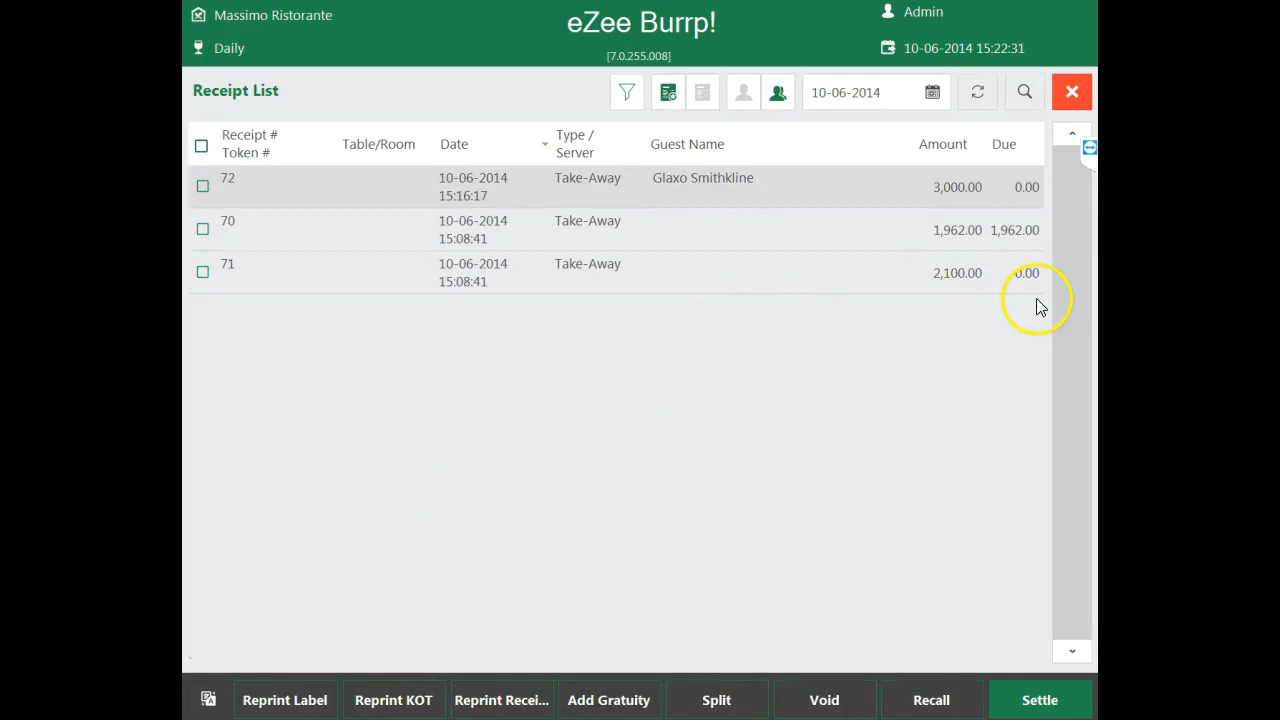 Massimo Ristorante
eZee Burrp!
Admin
Daily
[7.0.255.008]
10-06-2014 15:22:31
Receipt List
10-06-2014
Receipt #
Token #
Table/Room
Date
Type /
Server
Guest Name
Amount
Due
72
10-06-2014
15:16:17
Take-Away
Glaxo Smithkline
3,000.00
0.00
70
10-06-2014
15:08:41
Take-Away
1,962.00
1,962.00
71
10-06-2014
15:08:41
Take-Away
2,100.00
0.00
Reprint Label
Reprint KOT
Reprint Recei...
Add Gratuity
Split
Void
Recall
Settle